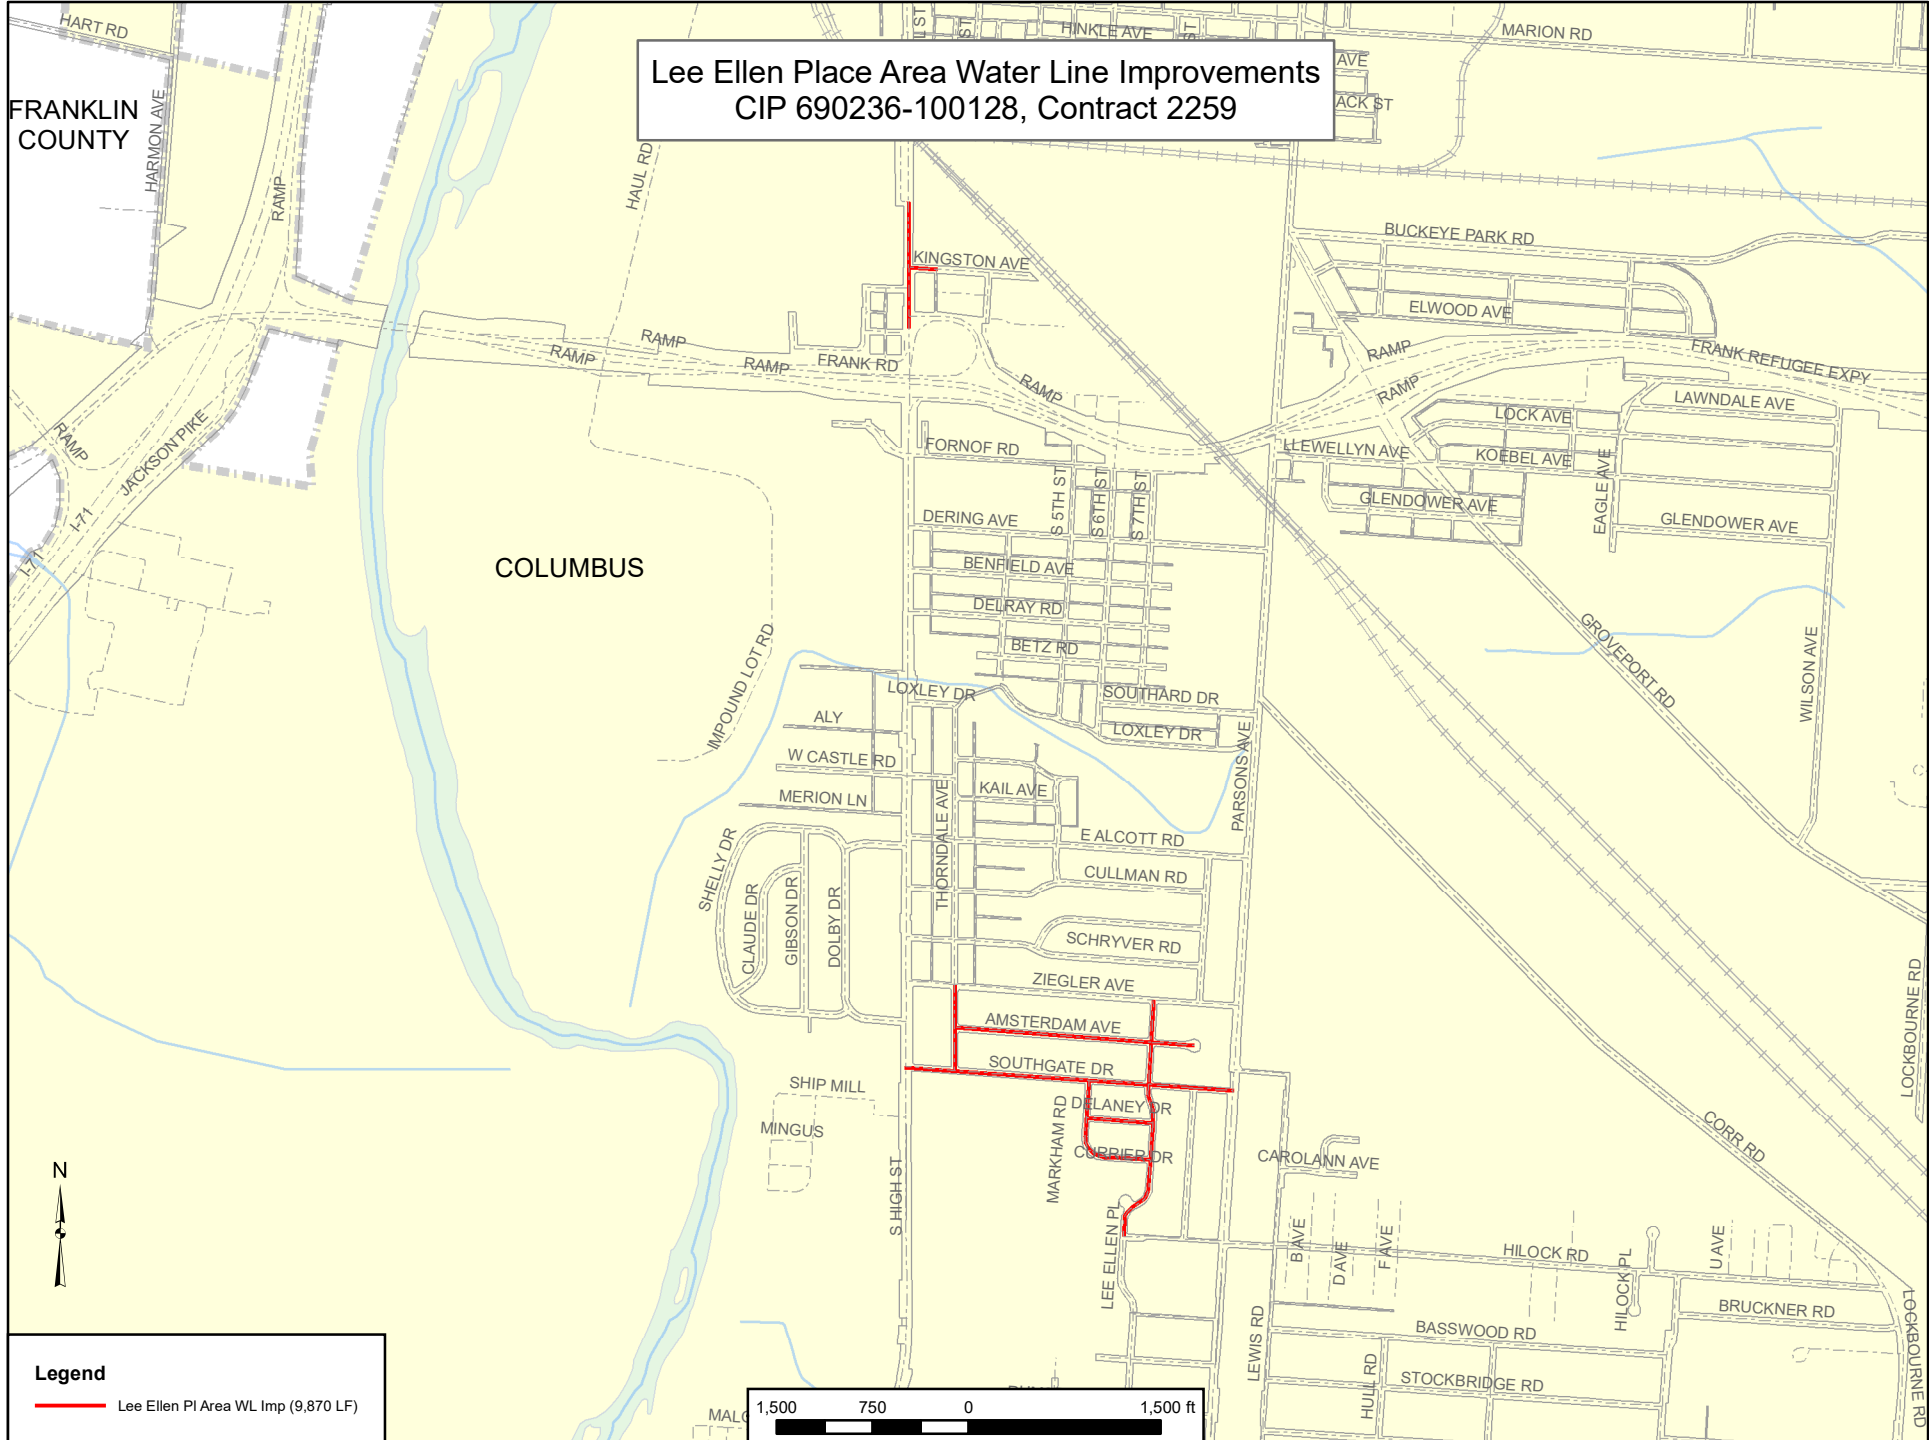 HART RD
L ST
ST
HINKLE AVE
ST
MARION RD
Lee Ellen Place Area Water Line Improvements
CIP 690236-100128, Contract 2259
AVE
ACK ST
FRANKLIN
COUNTY
HARMON AVE
RAMP
HAUL RD
KINGSTON AVE
BUCKEYE PARK RD
ELWOOD AVE
RAMP
RAMP
RAMP
FRANK RD
RAMP
RAMP
RAMP
FRANK REFUGEE EXPY
LAWNDALE AVE
LOCK AVE
RAMP
JACKSON PIKE
I-71
I-71
FORNOF RD
LLEWELLYN AVE
KOEBEL AVE
EAGLE AVE
GLENDOWER AVE
GLENDOWER AVE
S 5TH ST
S 6TH ST
S 7TH ST
DERING AVE
COLUMBUS
BENFIELD AVE
DELRAY RD
BETZ RD
GROVEPORT RD
WILSON AVE
IMPOUND LOT RD
LOXLEY DR
SOUTHARD DR
ALY
LOXLEY DR
PARSONS AVE
W CASTLE RD
KAIL AVE
MERION LN
THORNDALE AVE
E ALCOTT RD
SHELLY DR
CULLMAN RD
CLAUDE DR
GIBSON DR
DOLBY DR
SCHRYVER RD
ZIEGLER AVE
LOCKBOURNE RD
AMSTERDAM AVE
SOUTHGATE DR
SHIP MILL
DELANEY DR
MARKHAM RD
MINGUS
CURRIER DR
CORR RD
CAROLANN AVE
N
S HIGH ST
LEE ELLEN PL
B AVE
D AVE
F AVE
HILOCK RD
HILOCK PL
U AVE
BRUCKNER RD
LEWIS RD
BASSWOOD RD
LOCKBOURNE RD
HULL RD
STOCKBRIDGE RD
Legend
Lee Ellen Pl Area WL Imp (9,870 LF)
MALC
1,500 750 0 1,500 ft